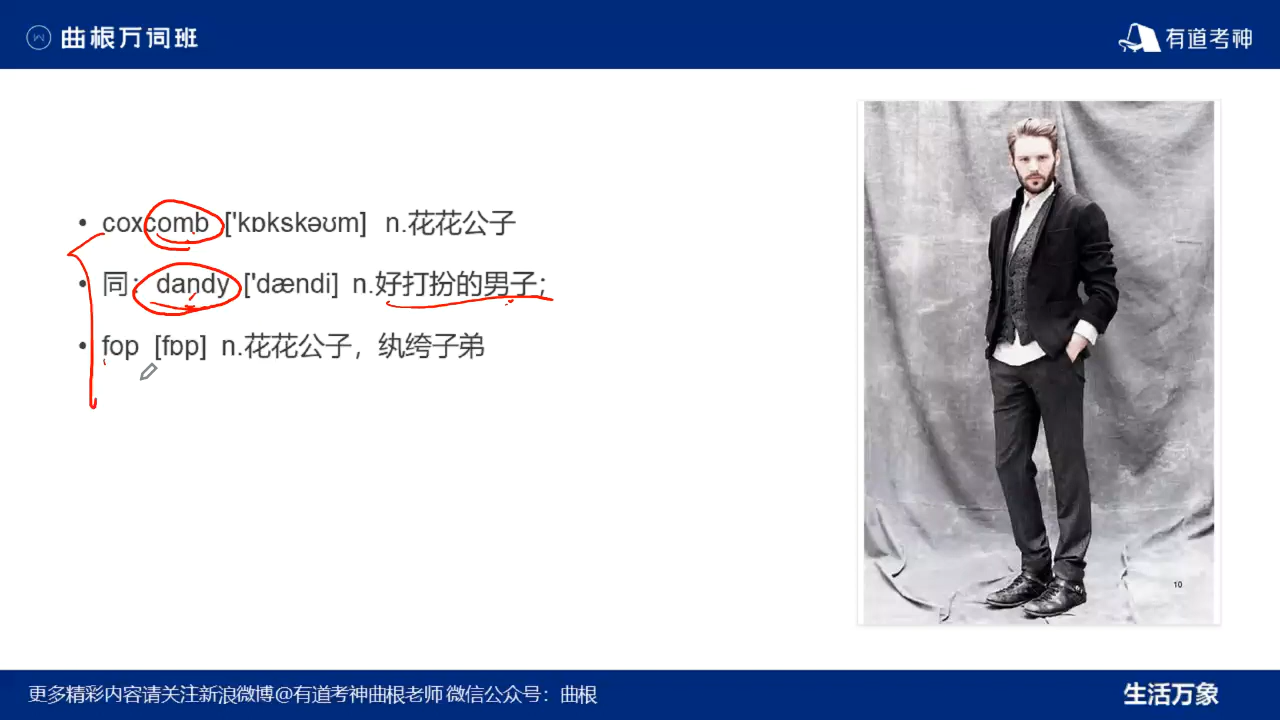 曲根万词班
有道考神
• coxcomb ['kɒkskəʊm] n.花花公子
• 同：dandy ['dændi] n.好打扮的男子；
• fop [fɒp] n.花花公子，纨绔子弟
10
更多精彩内容请关注新浪微博@有道考神曲根老师 微信公众号：曲根
生活万象